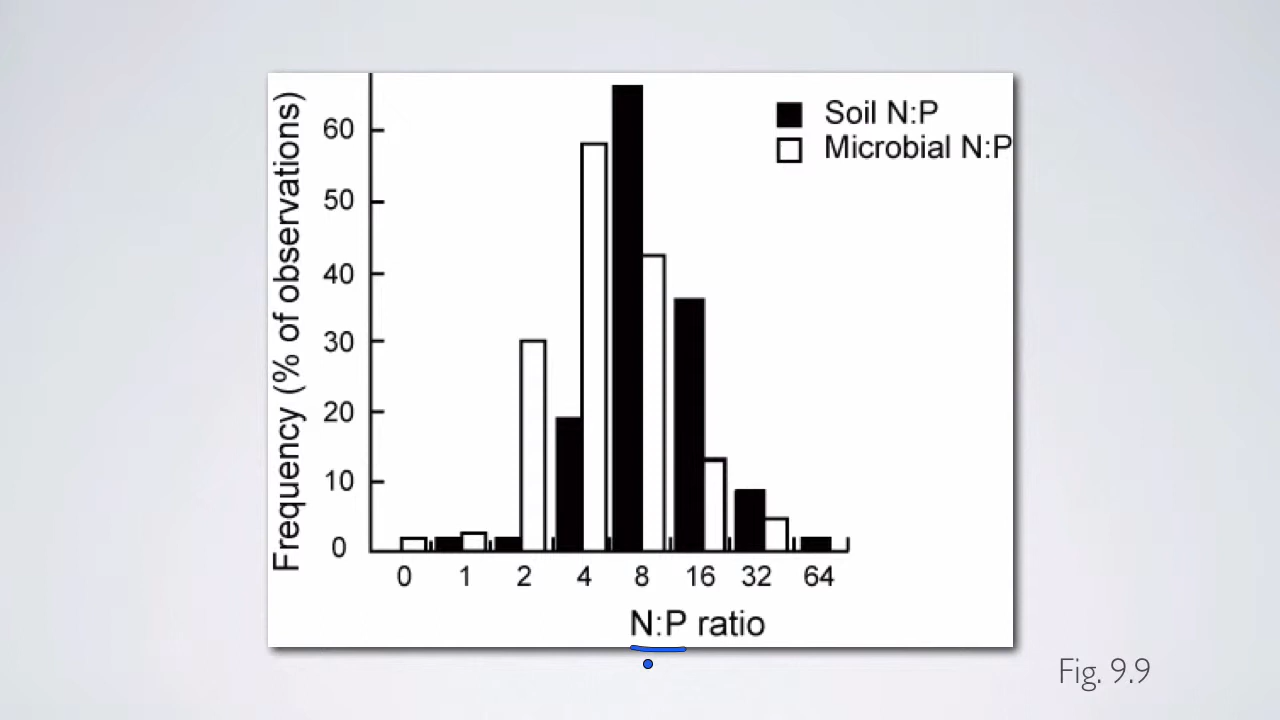 Frequency (% of observations)
60
50
40
30
20
10
0
Soil N:P
Microbial N:P
0 1 2 4 8 16 32 64
N:P ratio
Fig. 9.9